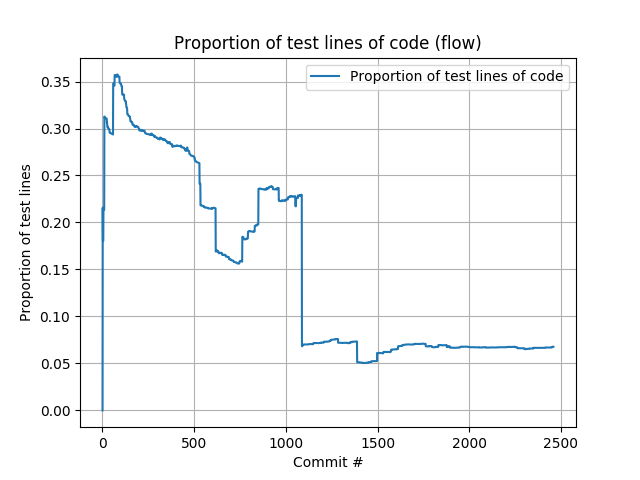 Proportion of test lines of code (flow)
Proportion of test lines of code
Proportion of test lines
0.35
0.30
0.25
0.20
0.15
0.10
0.05
0.00
0 500 1000 1500 2000 2500
Commit #